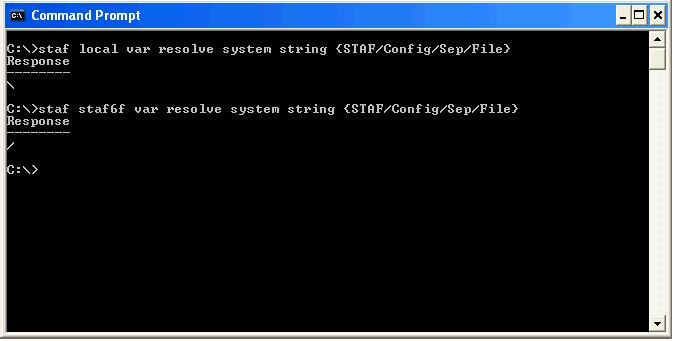 Command Prompt
C:\>staf local var resolve system string {STAF/Config/Sep/File}
Response
--------
\
C:\>staf staf6f var resolve system string {STAF/Config/Sep/File}
Response
--------
/
C:\>